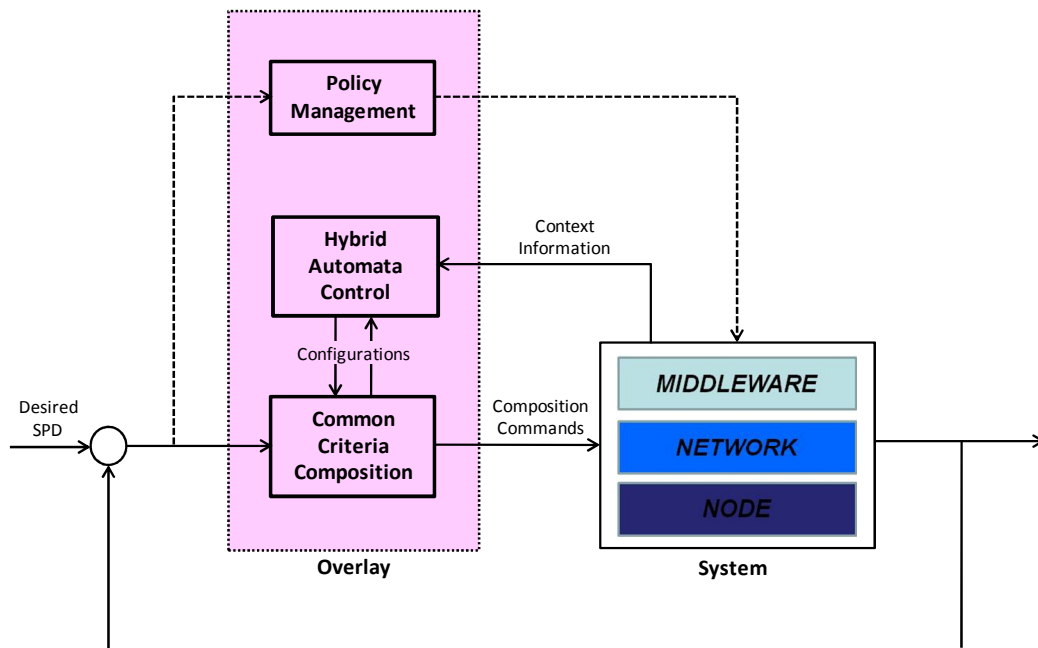 Policy
Management
Hybrid
Automata
Control
Context
Information
Configurations
MIDDLEWARE
Desired
SPD
Common
Criteria
Composition
Composition
Commands
NETWORK
NODE
Overlay
System